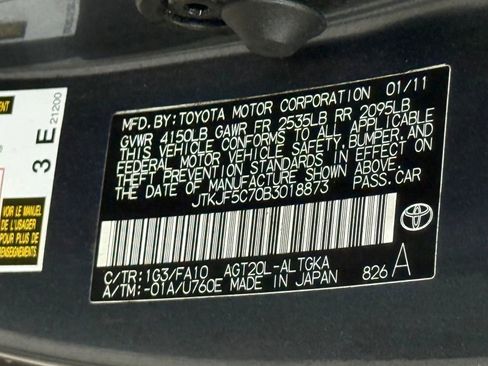 MFD. BY: TOYOTA MOTOR CORPORATION 01/11
GVWR 4150LB GAWR FR 2535LB RR 2095LB
THIS VEHICLE CONFORMS TO ALL APPLICABLE
FEDERAL MOTOR VEHICLE SAFETY, BUMPER, AND
THEFT PREVENTION STANDARDS IN EFFECT ON
THE DATE OF MANUFACTURE SHOWN ABOVE.
JTKJF5C70B3018873 PASS. CAR
C/TR: 1G3/FA10 AGT20L-ALTGKA
A/TM: -01A/U760E MADE IN JAPAN 826 A
3 E
21200
VOIR LE MANUEL
DE L'USAGER
POUR PLUS DE